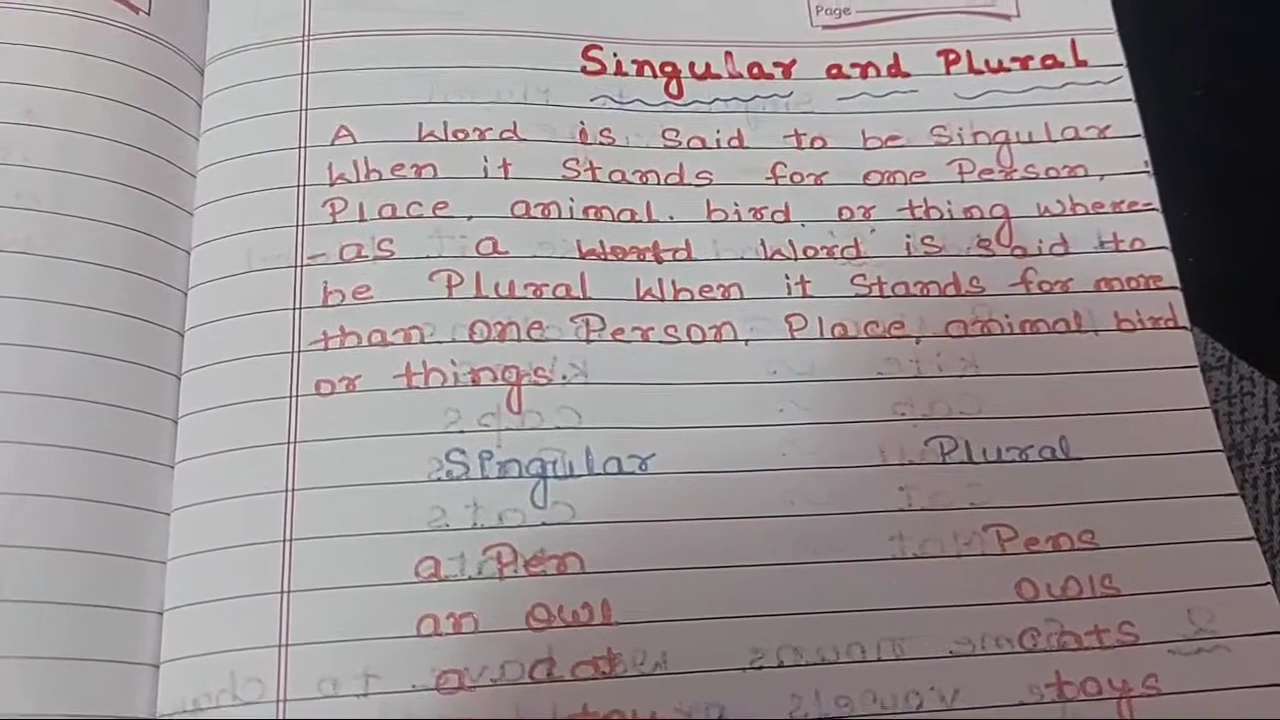 Page
Singular and Plural
A Word is Said to be Singular
When it Stands for one Person,
Place, animal. bird. or thing where-
-as a Word is said to
be Plural When it Stands for more
than one Person, Place, animal, bird
or things.
Singular Plural
a Pen Pens
an owl owls
a cat cats
toys